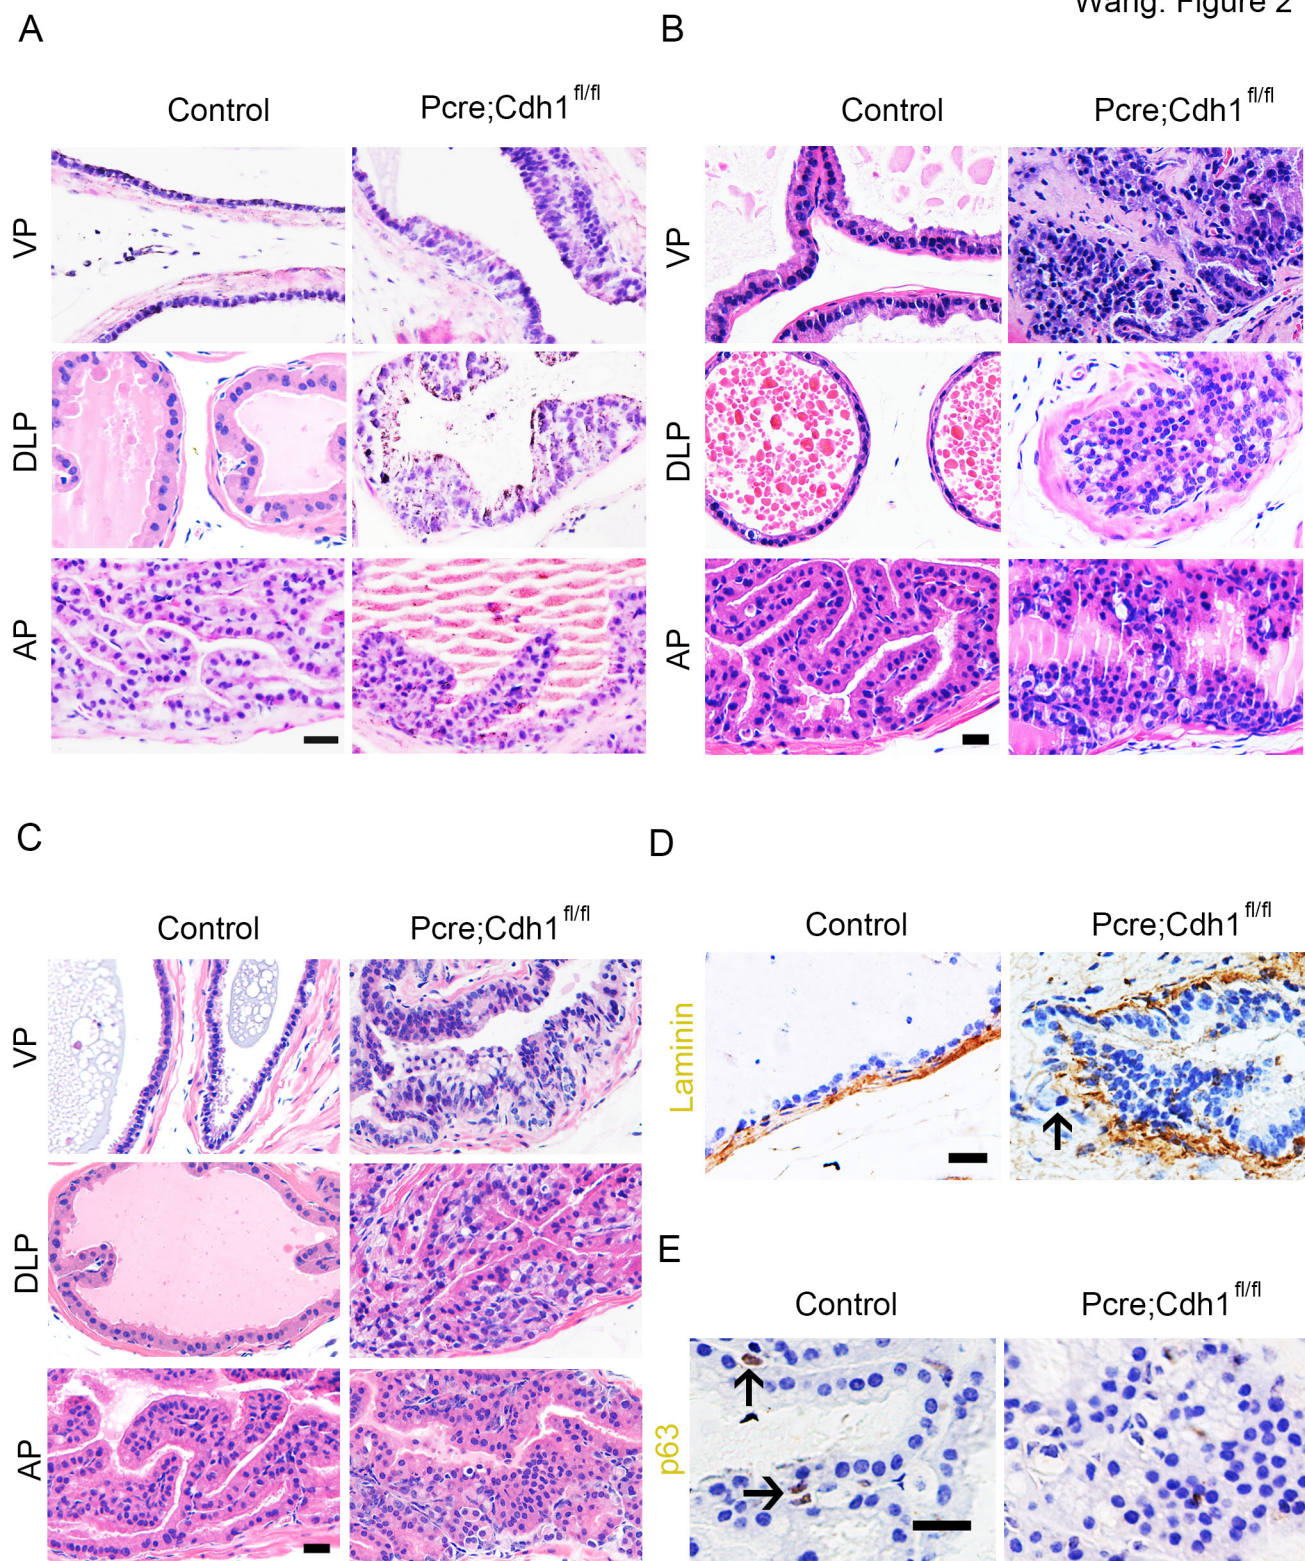 Wang. Figure 2
A
Control Pcre;Cdh1 fl/fl
VP
DLP
AP
B
Control Pcre;Cdh1 fl/fl
VP
DLP
AP
C
Control Pcre;Cdh1 fl/fl
VP
DLP
AP
D
Control Pcre;Cdh1 fl/fl
Laminin
E
Control Pcre;Cdh1 fl/fl
p63